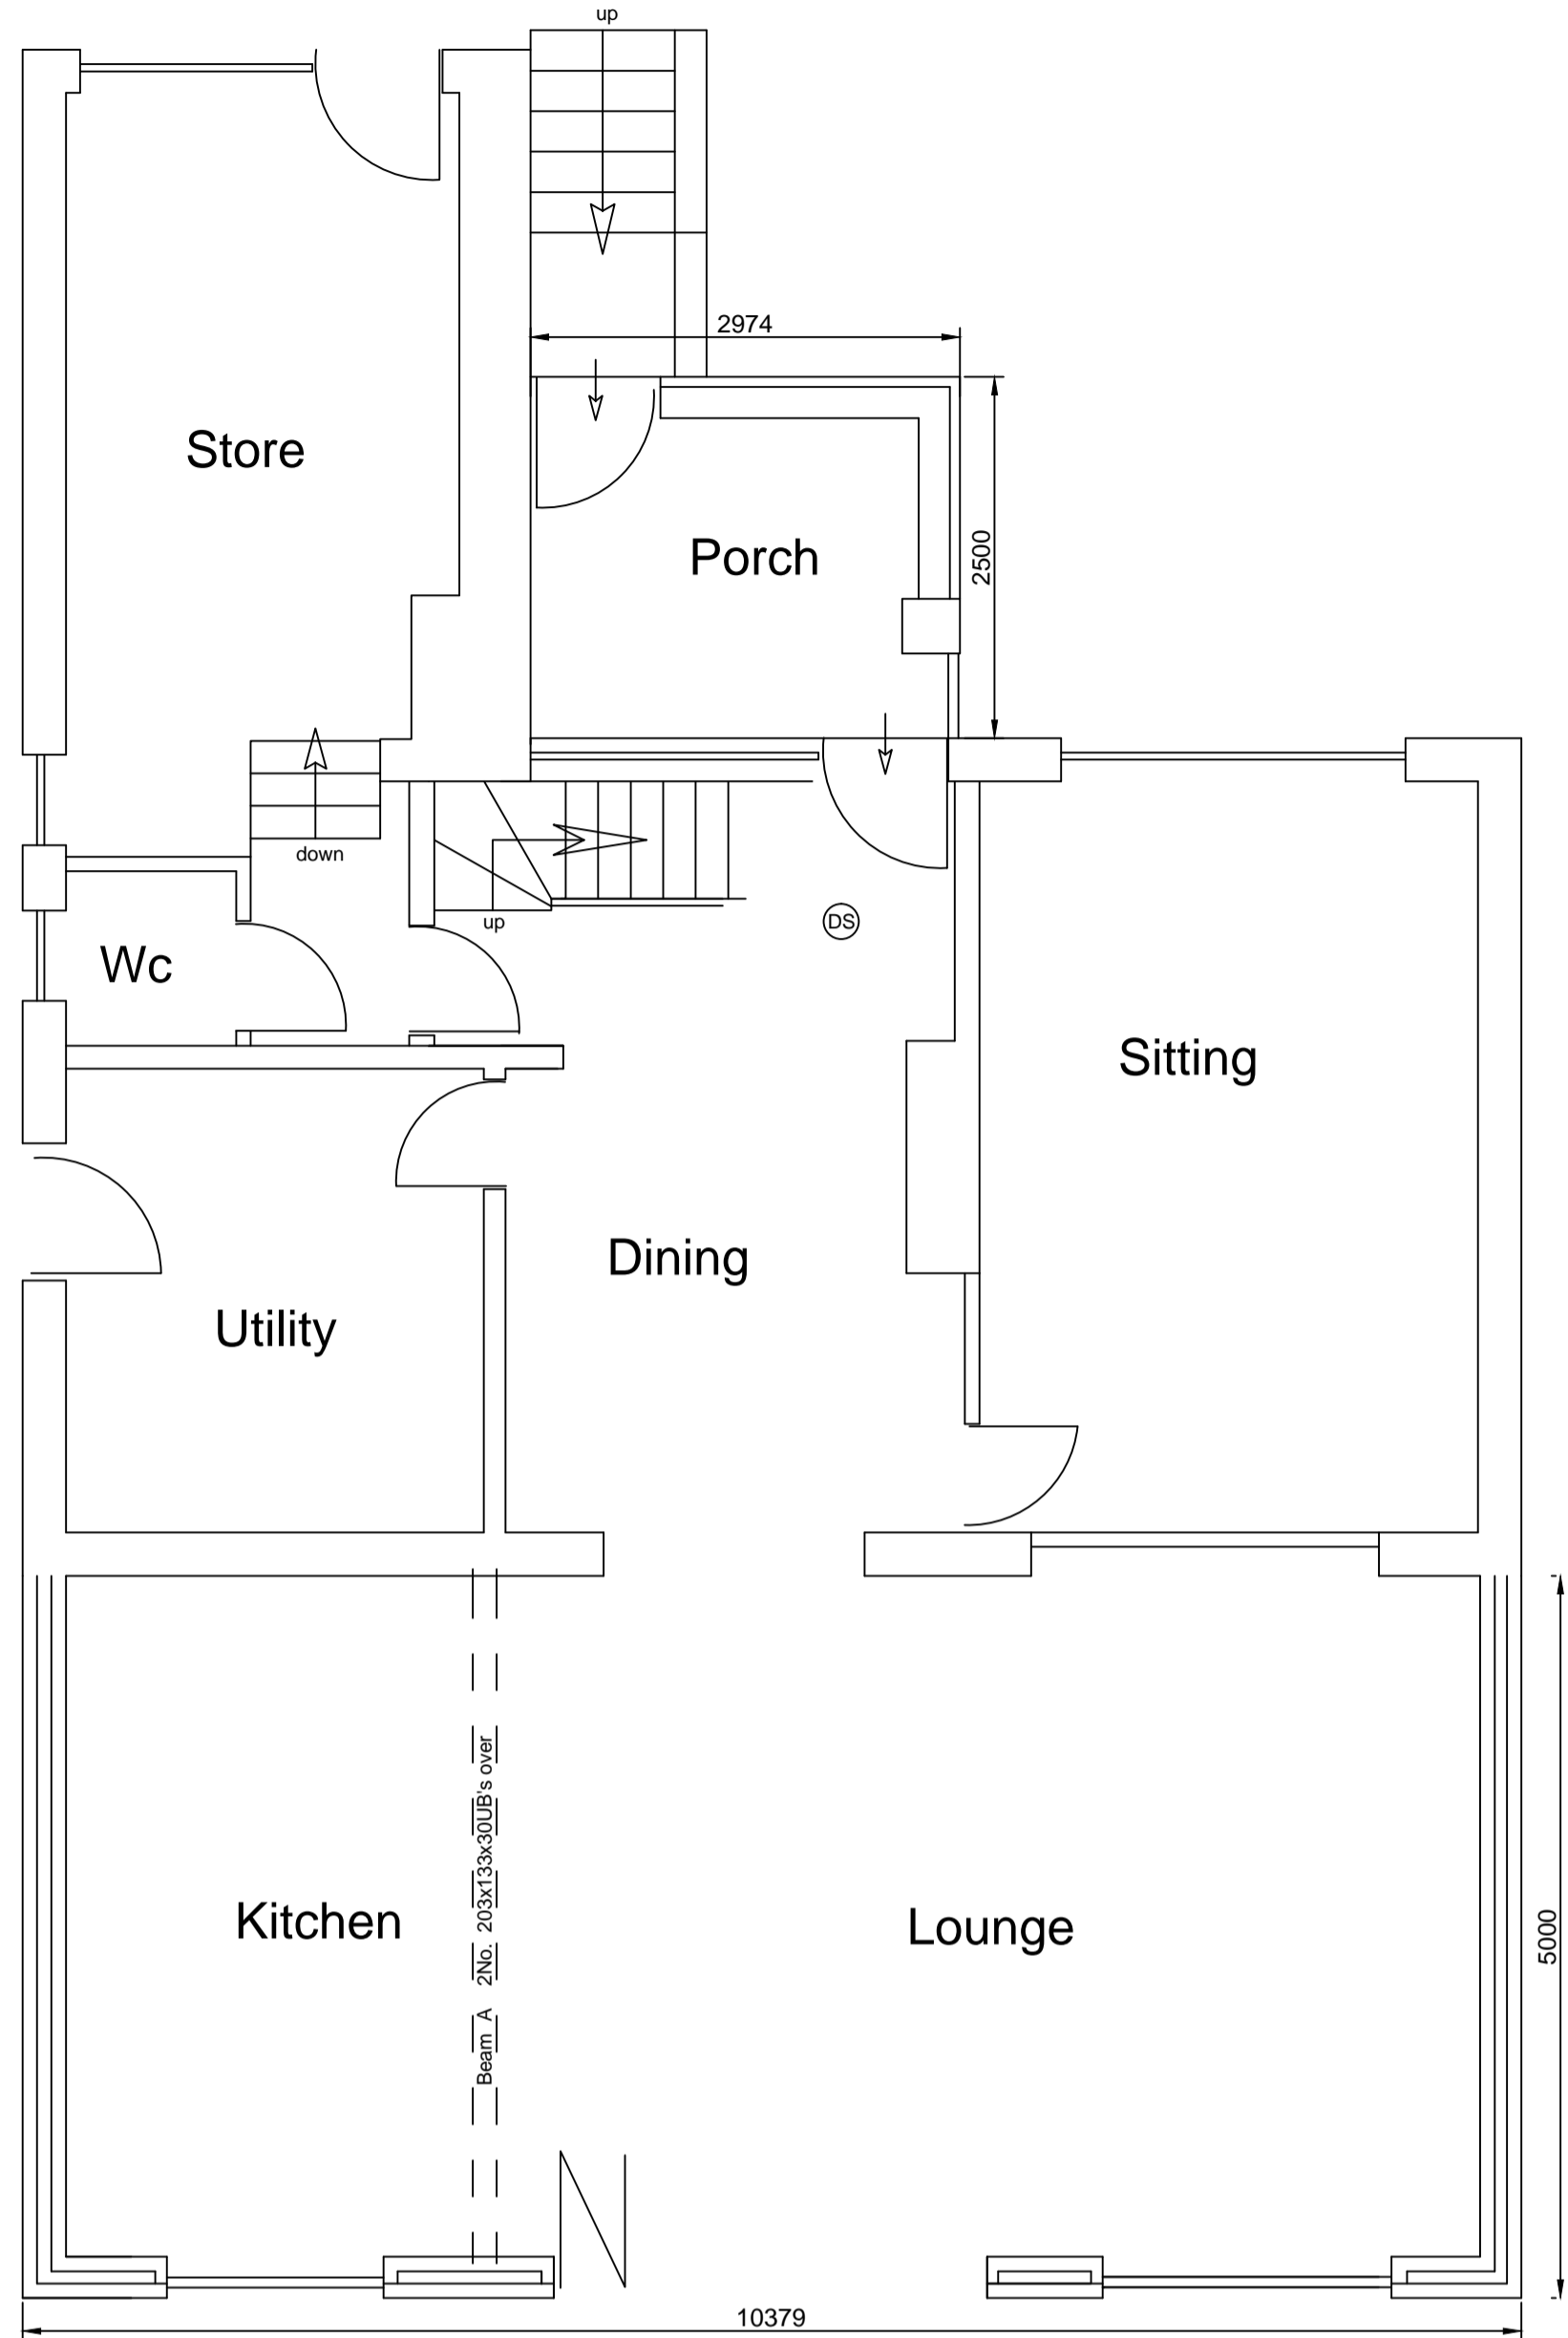 up
2974
Store
2500
Porch
down
up
DS
Wc
Sitting
Dining
Utility
Beam A 2No. 203x133x30UB's over
Kitchen
Lounge
5000
10379